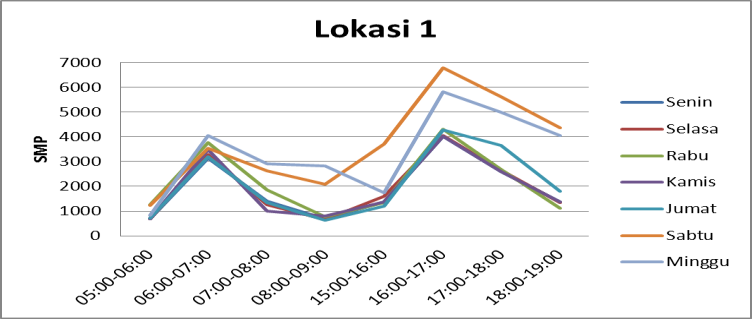 Lokasi 1
7000
6000
5000
4000
3000
2000
1000
0
SMP
05:00-06:00
06:00-07:00
07:00-08:00
08:00-09:00
15:00-16:00
16:00-17:00
17:00-18:00
18:00-19:00
Senin
Selasa
Rabu
Kamis
Jumat
Sabtu
Minggu